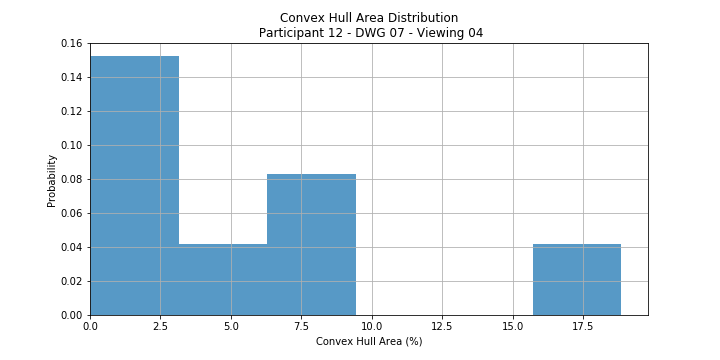 Convex Hull Area Distribution
Participant 12 - DWG 07 - Viewing 04
0.16
0.14
0.12
0.10
0.08
0.06
0.04
0.02
0.00
Probability
0.0 2.5 5.0 7.5 10.0 12.5 15.0 17.5
Convex Hull Area (%)